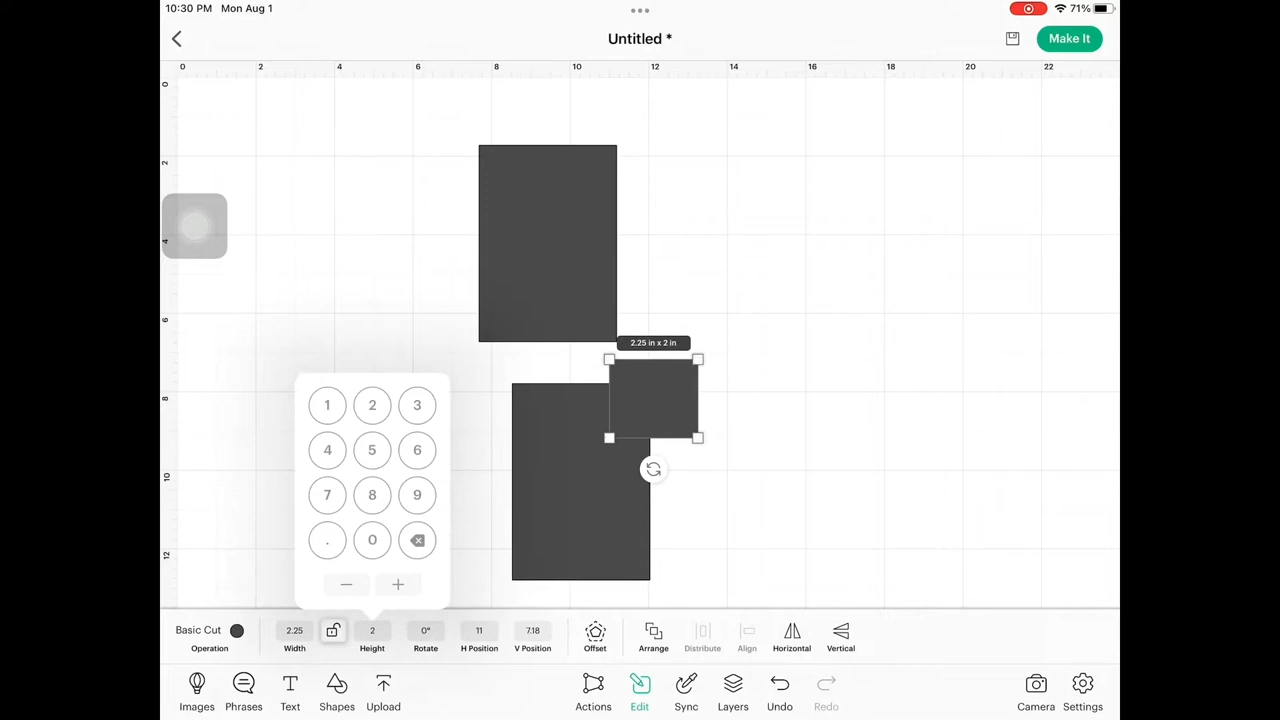 10:30 PM Mon Aug 1
71%
Untitled *
Make It
0 2 4 6 8 10 12 14 16 18 20 22
0
2
4
6
8
10
12
2.25 in x 2 in
1 2 3
4 5 6
7 8 9
. 0
− +
Basic Cut
2.25 2 0° 11 7.18
Operation Width Height Rotate H Position V Position Offset Arrange Distribute Align Horizontal Vertical
Images Phrases Text Shapes Upload Actions Edit Sync Layers Undo Redo Camera Settings